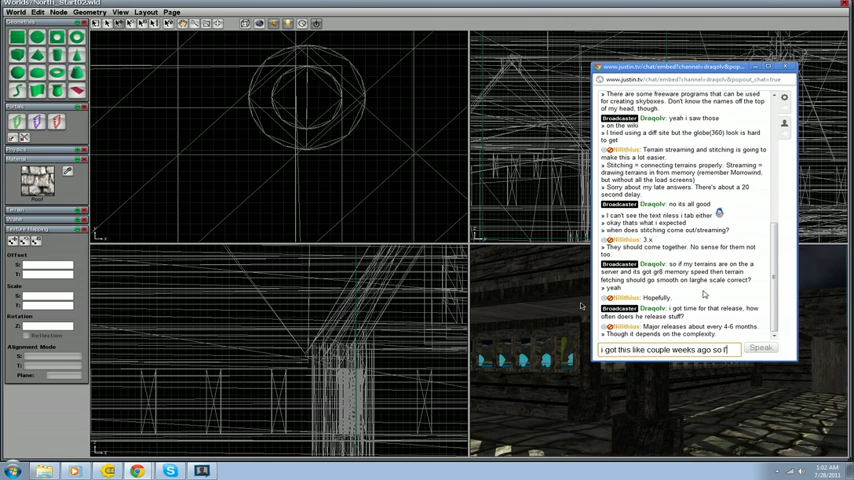 Worlds/North_Start02.wld
World Edit Node Geometry View Layout Page
Geometries
Portals
Physics
Material
Roof
Terrain
Water
Texture Mapping
Offset
S:
T:
Scale
S:
T:
Rotation
Z:
Reflection
Alignment Mode
S:
T:
Plane:
www.justin.tv/chat/embed?channel=draqolv&popou...
www.justin.tv/chat/embed?channel=draqolv&popout_chat=true
» There are some freeware programs that can be used
for creating skyboxes. Don't know the names off the top
of my head, though.
Broadcaster Draqolv: yeah i saw those
» on the wiki
» I tried using a diff site but the globe(360) look is hard
to get
Nilithius: Terrain streaming and stitching is going to
make this a lot easier.
» Stitching = connecting terrains properly. Streaming =
drawing terrains in from memory (remember Morrowind,
but without all the load screens)
» Sorry about my late answers. There's about a 20
second delay.
Broadcaster Draqolv: no its all good
» I can't see the text nless i tab either
» okay thats what i expected
» when does stitching come out/streaming?
Nilithius: 3.x
» They should come together. No sense for them not
too.
Broadcaster Draqolv: so if my terrains are on the a
server and its got gr8 memory speed then terrain
fetching should go smooth on larghe scale correct?
» yeah
Nilithius: Hopefully.
Broadcaster Draqolv: i got time for that release, how
often doers he release stuff?
Nilithius: Major releases about every 4-6 months.
» Though it depends on the complexity.
i got this like couple weeks ago so I'
Speak
1:02 AM
7/28/2011